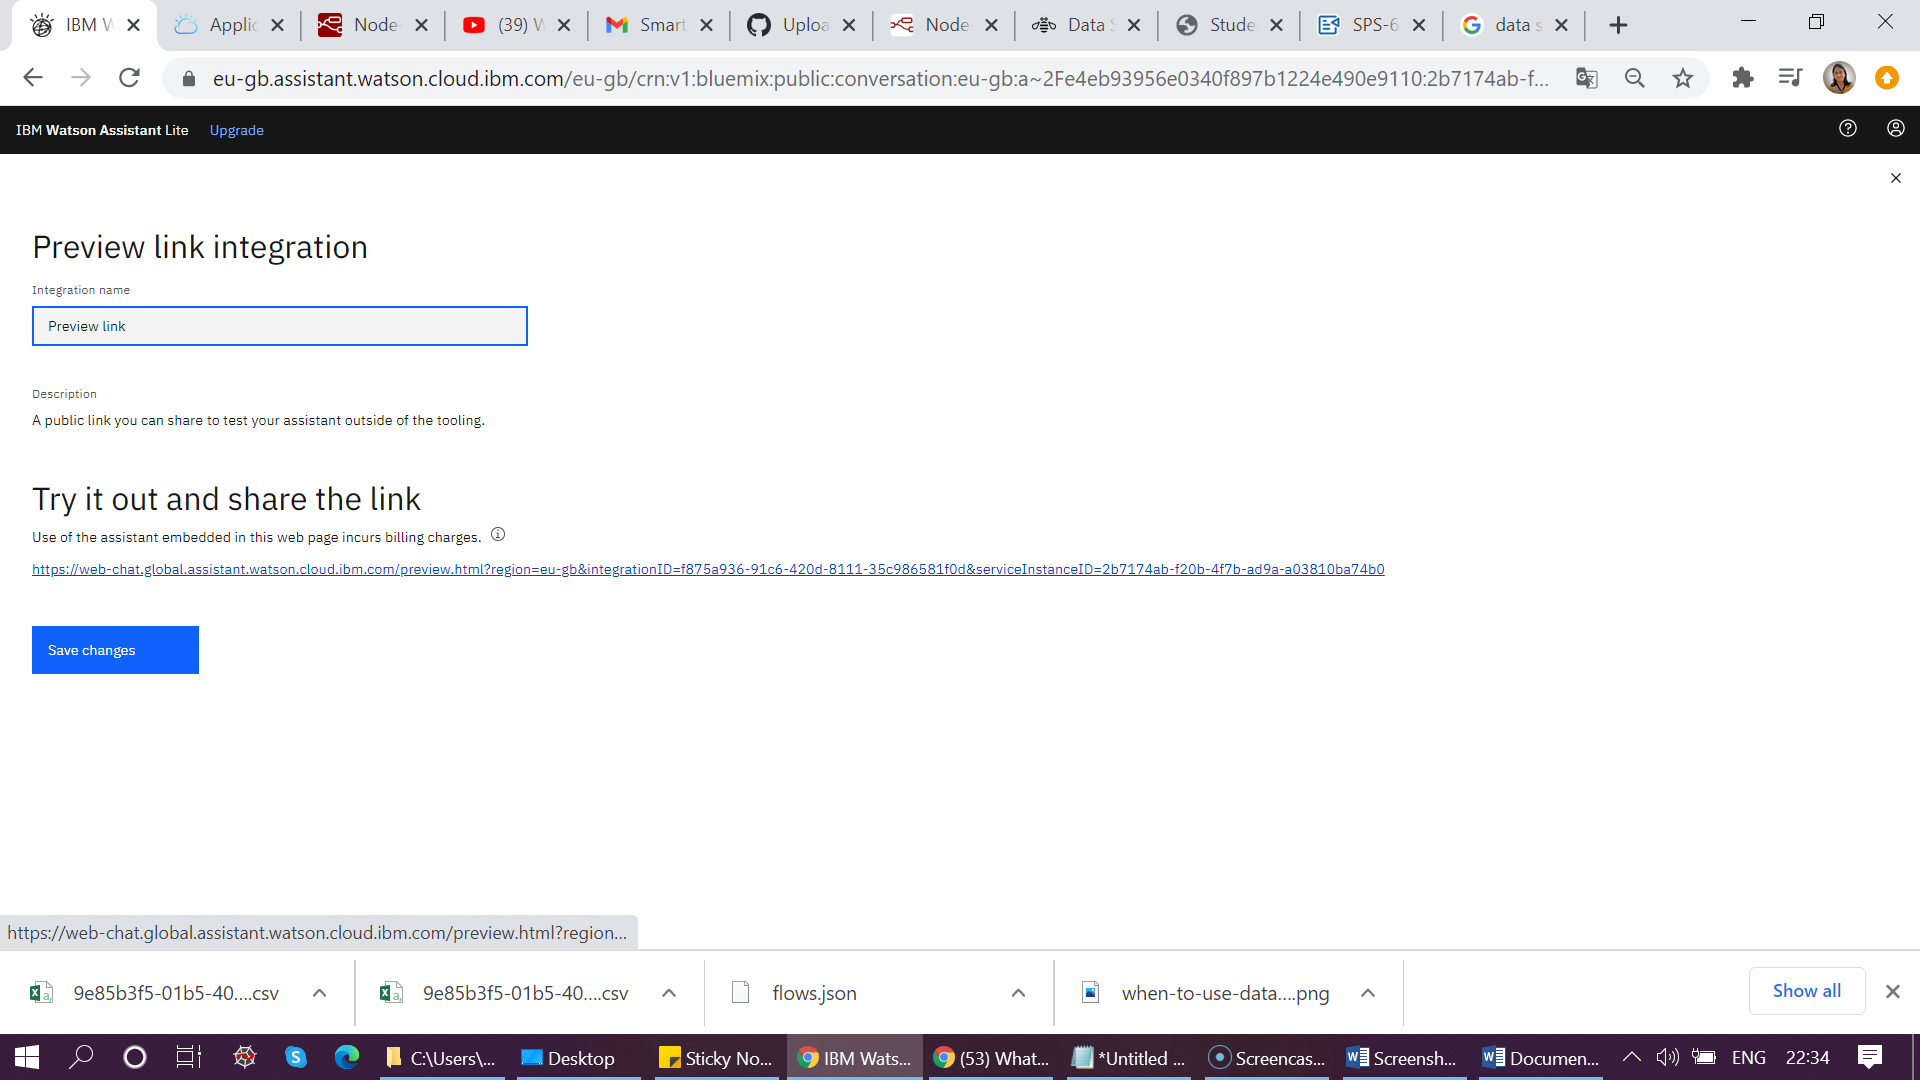 IBM W
Applic
Node-
(39) W
Smart
Uploa
Node-
Data S
Stude
SPS-6
data s
eu-gb.assistant.watson.cloud.ibm.com/eu-gb/crn:v1:bluemix:public:conversation:eu-gb:a~2Fe4eb93956e0340f897b1224e490e9110:2b7174ab-f...
IBM Watson Assistant Lite Upgrade
Preview link integration
Integration name
Preview link
Description
A public link you can share to test your assistant outside of the tooling.
Try it out and share the link
Use of the assistant embedded in this web page incurs billing charges.
https://web-chat.global.assistant.watson.cloud.ibm.com/preview.html?region=eu-gb&integrationID=f875a936-91c6-420d-8111-35c986581f0d&serviceInstanceID=2b7174ab-f20b-4f7b-ad9a-a03810ba74b0
Save changes
https://web-chat.global.assistant.watson.cloud.ibm.com/preview.html?region...
9e85b3f5-01b5-40....csv
9e85b3f5-01b5-40....csv
flows.json
when-to-use-data....png
Show all
C:\Users\...
Desktop
Sticky No...
IBM Wats...
(53) What...
*Untitled ...
Screencas...
Screensh...
Documen...
ENG
22:34